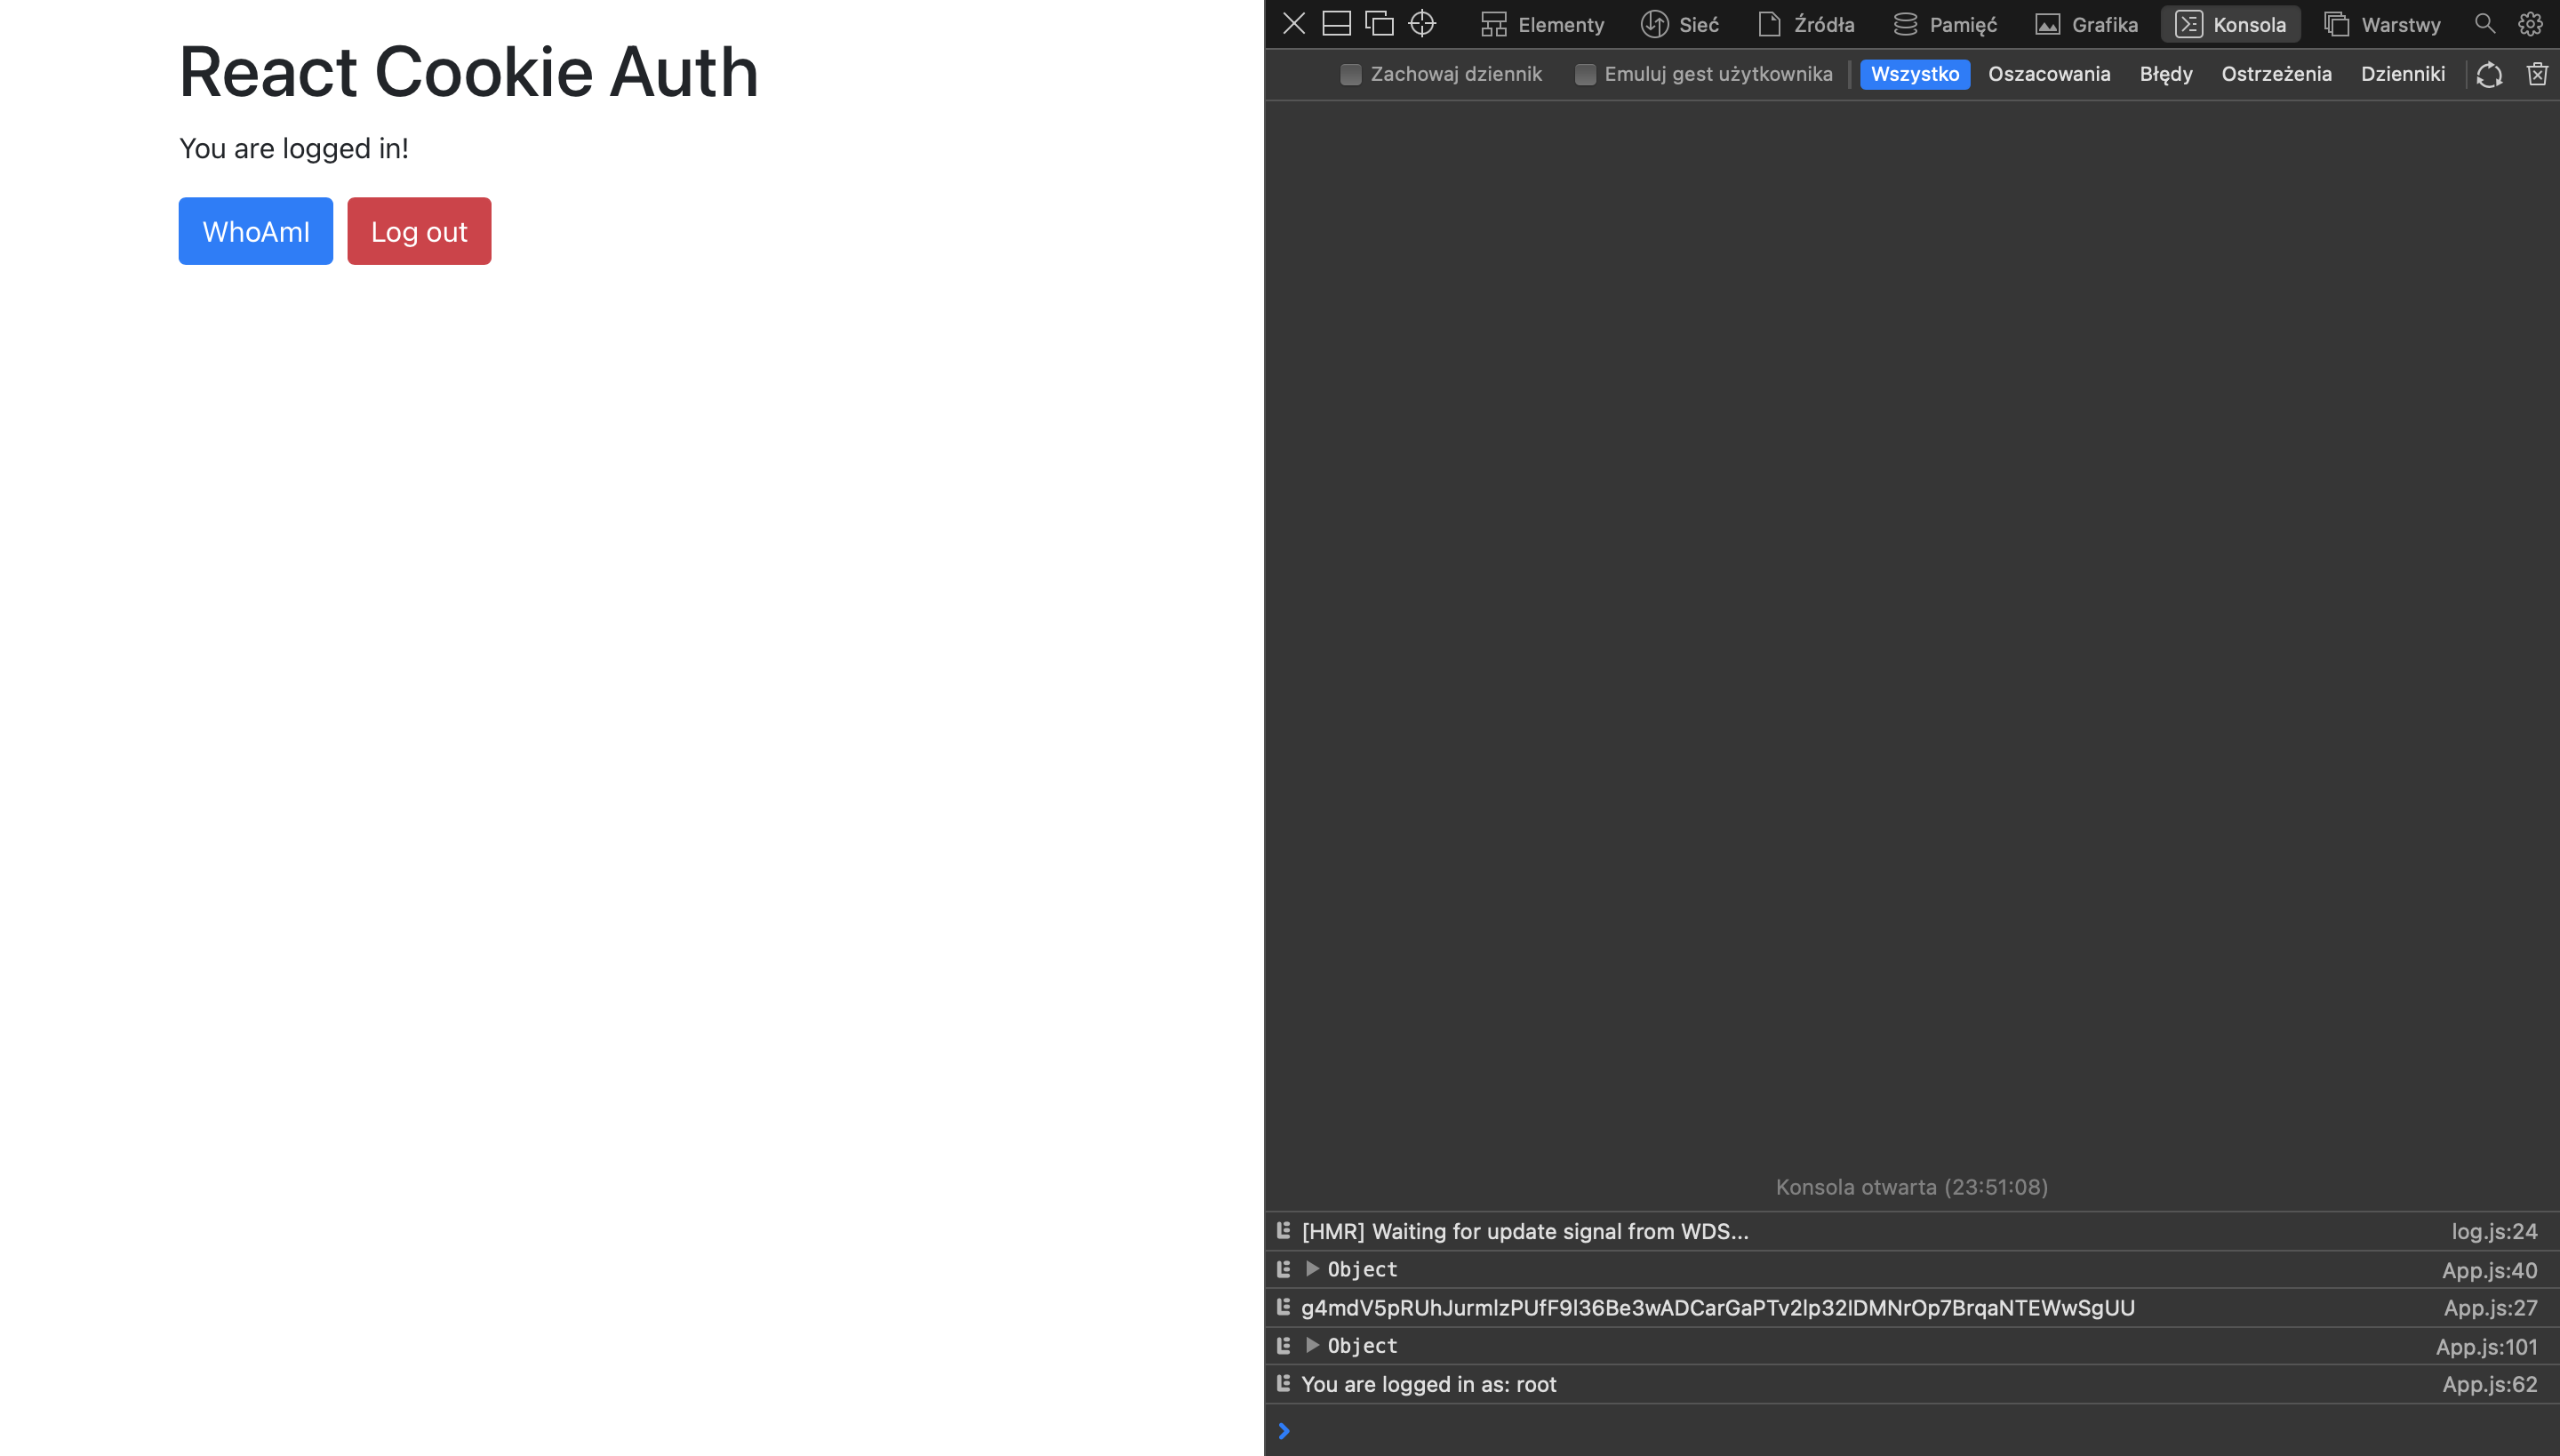 React Cookie Auth
You are logged in!
WhoAmI Log out
Elementy Sieć Źródła Pamięć Grafika Konsola Warstwy
Zachowaj dziennik Emuluj gest użytkownika Wszystko Oszacowania Błędy Ostrzeżenia Dzienniki
Konsola otwarta (23:51:08)
[HMR] Waiting for update signal from WDS... log.js:24
Object App.js:40
g4mdV5pRUhJurmlzPUfF9l36Be3wADCarGaPTv2lp32IDMNrOp7BrqaNTEWwSgUU App.js:27
Object App.js:101
You are logged in as: root App.js:62